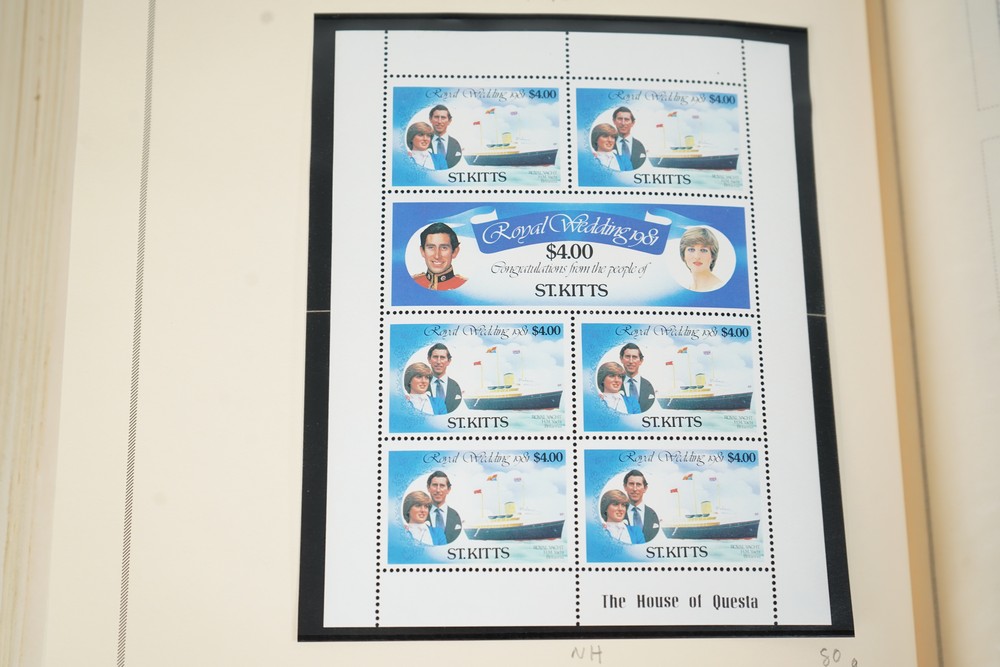 Royal Wedding 1981 $4.00
ST. KITTS
Royal Wedding 1981 $4.00
ST. KITTS
Royal Wedding 1981
$4.00
Congratulations from the people of
ST. KITTS
Royal Wedding 1981 $4.00
ST. KITTS
Royal Wedding 1981 $4.00
ST. KITTS
Royal Wedding 1981 $4.00
ST. KITTS
Royal Wedding 1981 $4.00
ST. KITTS
The House of Questa
NH